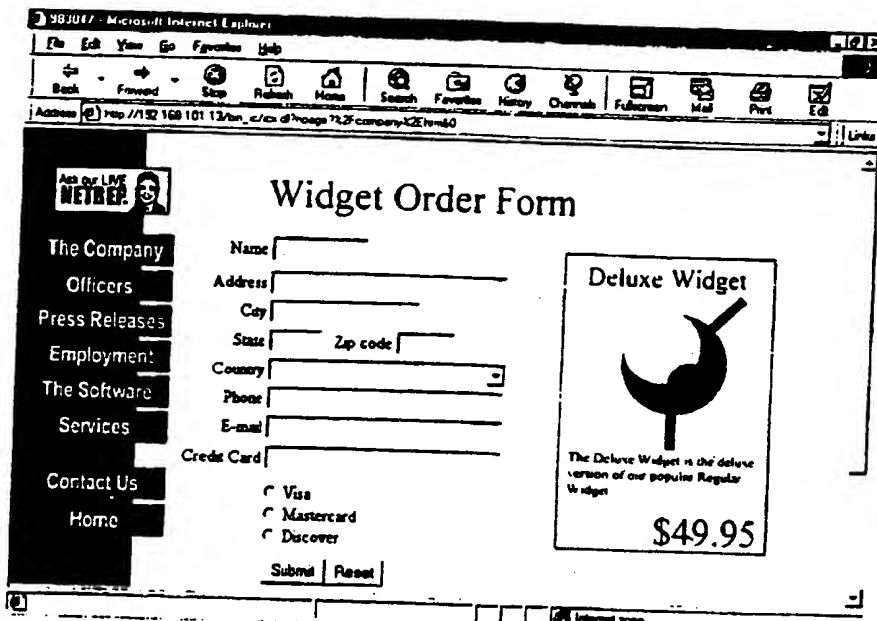 983047 - Microsoft Internet Explorer
File Edit View Go Favorites Help
Back Forward Stop Refresh Home Search Favorites History Channels Fullscreen Mail Print Edit
Address Links
Ask our LIVE
NETREP.
Widget Order Form
The Company
Officers
Press Releases
Employment
The Software
Services
Contact Us
Home
Name
Address
City
State Zip code
Country
Phone
E-mail
Credit Card
Visa
Mastercard
Discover
Submit Reset
Deluxe Widget
The Deluxe Widget is the deluxe
version of our popular Regular
Widget
$49.95
Internet zone